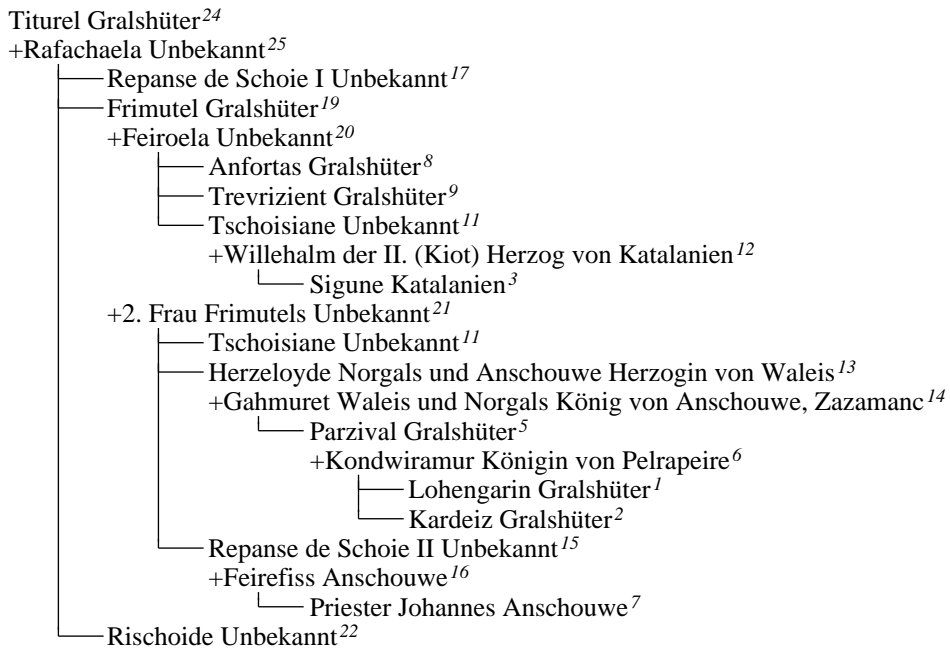 Titurel Gralshüter24
+Rafachaela Unbekannt25
Repanse de Schoie I Unbekannt17
Frimutel Gralshüter19
+Feiroela Unbekannt20
Anfortas Gralshüter8
Trevrizient Gralshüter9
Tschoisiane Unbekannt11
+Willehalm der II. (Kiot) Herzog von Katalanien12
Sigune Katalanien3
+2. Frau Frimutels Unbekannt21
Tschoisiane Unbekannt11
Herzeloyde Norgals und Anschouwe Herzogin von Waleis13
+Gahmuret Waleis und Norgals König von Anschouwe, Zazamanc14
Parzival Gralshüter5
+Kondwiramur Königin von Pelrapeire6
Lohengarin Gralshüter1
Kardeiz Gralshüter2
Repanse de Schoie II Unbekannt15
+Feirefiss Anschouwe16
Priester Johannes Anschouwe7
Rischoide Unbekannt22